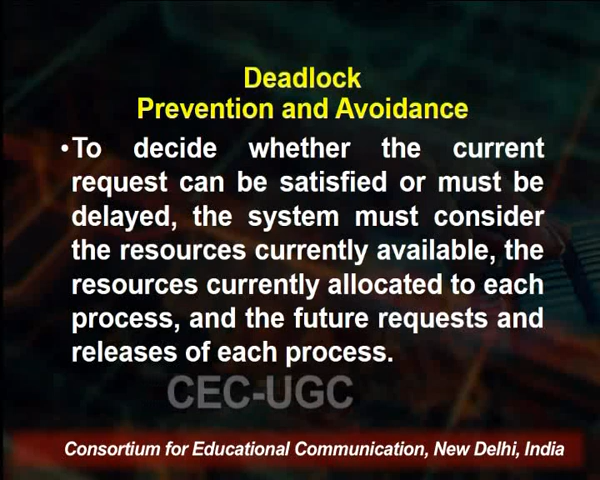 Deadlock
Prevention and Avoidance
•To decide whether the current
request can be satisfied or must be
delayed, the system must consider
the resources currently available, the
resources currently allocated to each
process, and the future requests and
releases of each process.
CEC-UGC
Consortium for Educational Communication, New Delhi, India